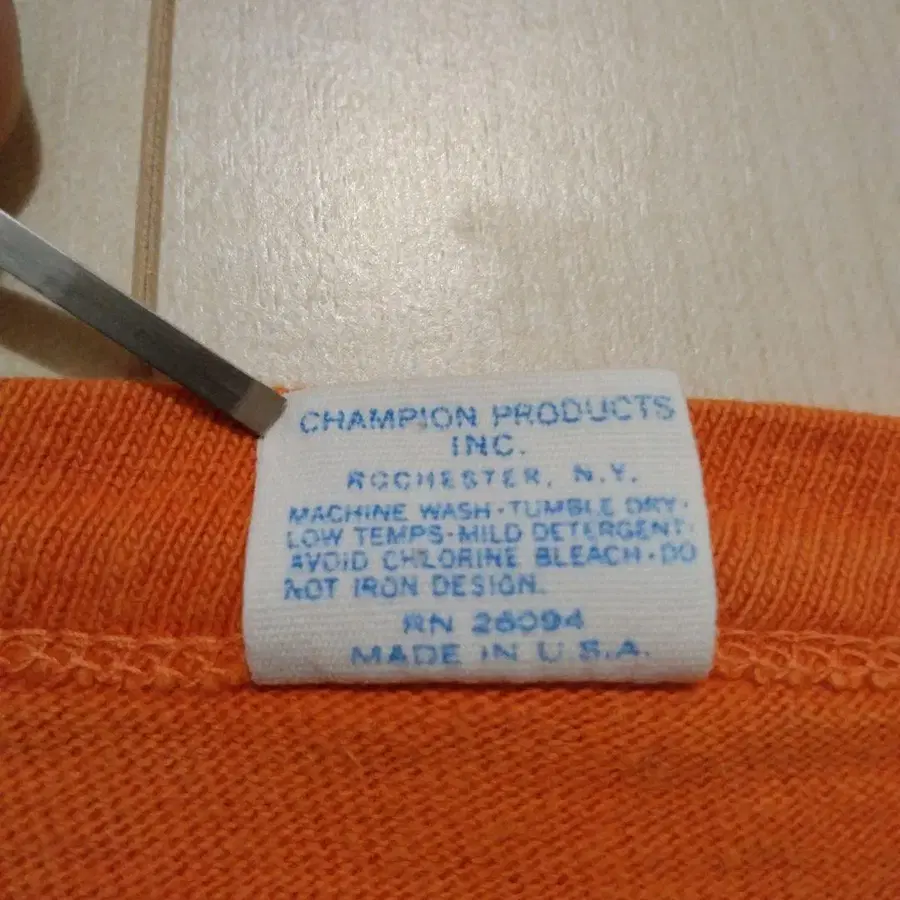 CHAMPION PRODUCTS
INC.
ROCHESTER, N.Y.
MACHINE WASH·TUMBLE DRY·
LOW TEMPS·MILD DETERGENT·
AVOID CHLORINE BLEACH·DO
NOT IRON DESIGN.
RN 26094
MADE IN U.S.A.